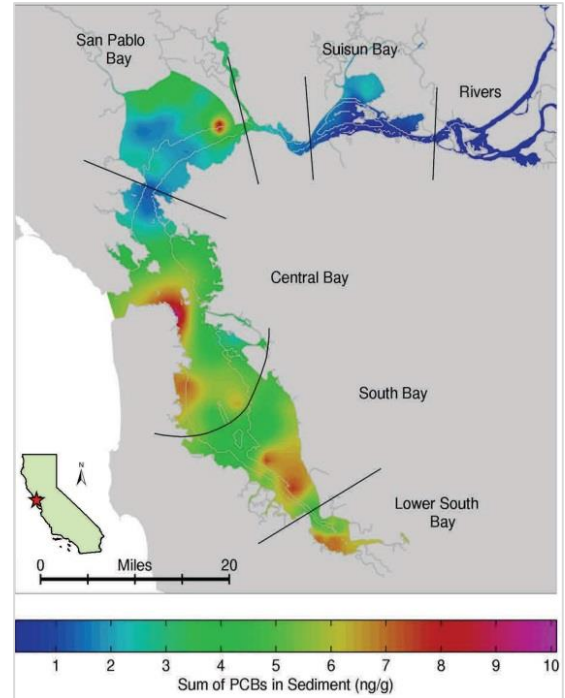 San Pablo
Bay
Suisun Bay
Rivers
Central Bay
South Bay
Lower South
Bay
N
0 Miles 20
1 2 3 4 5 6 7 8 9 10
Sum of PCBs in Sediment (ng/g)